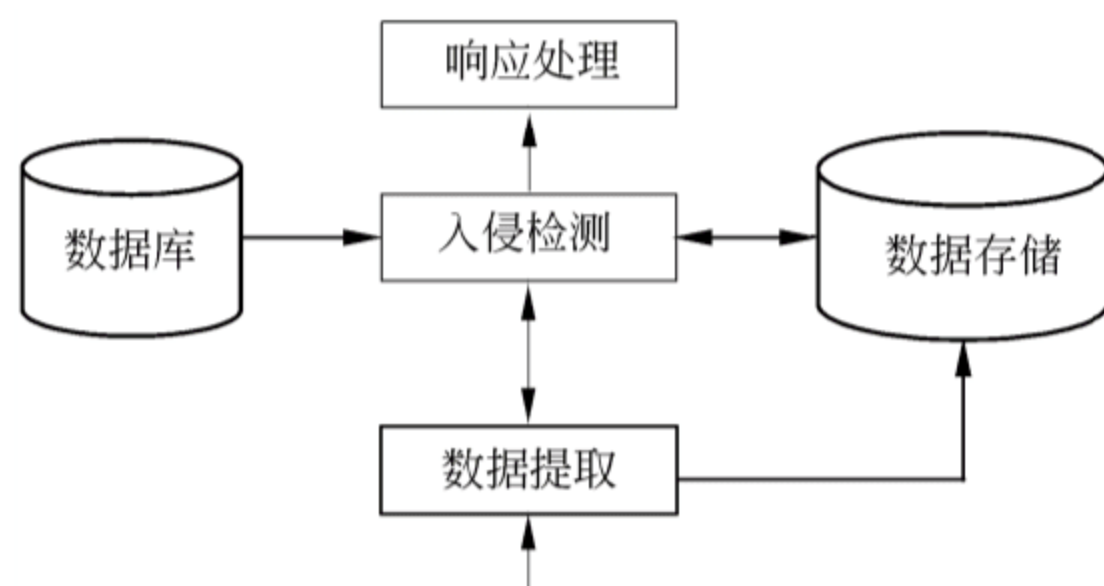 响应处理
数据库
入侵检测
数据存储
数据提取